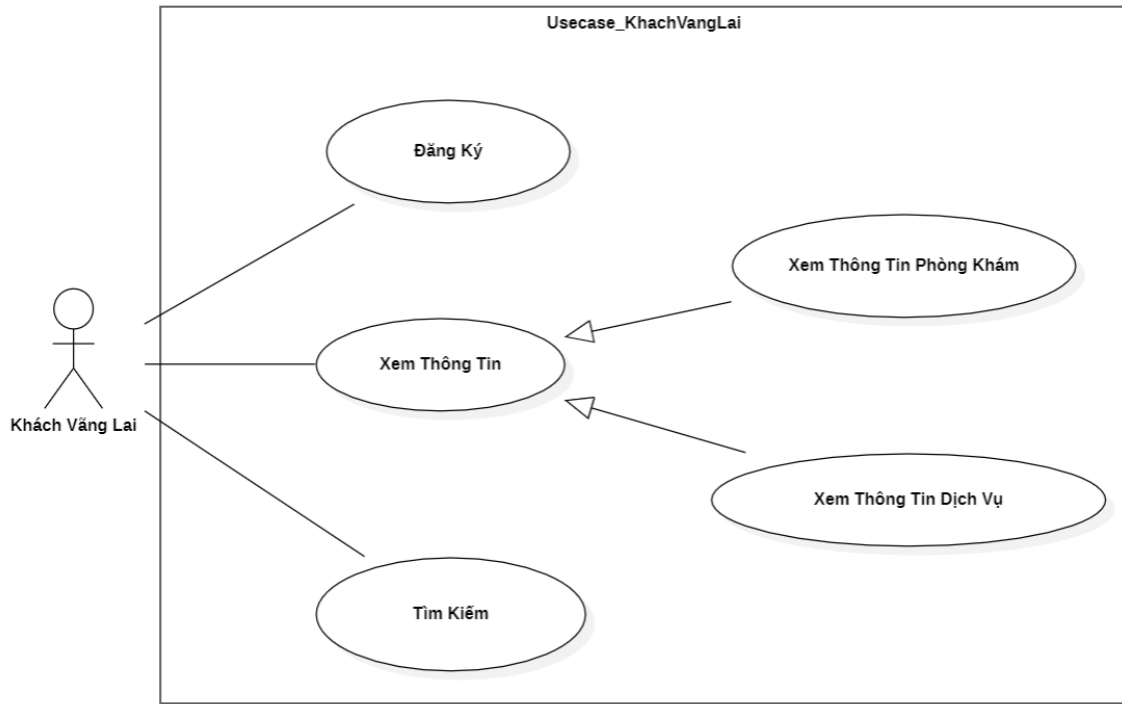 Usecase_KhachVangLai
Đăng Ký
Xem Thông Tin Phòng Khám
Xem Thông Tin
Khách Vãng Lai
Xem Thông Tin Dịch Vụ
Tìm Kiếm